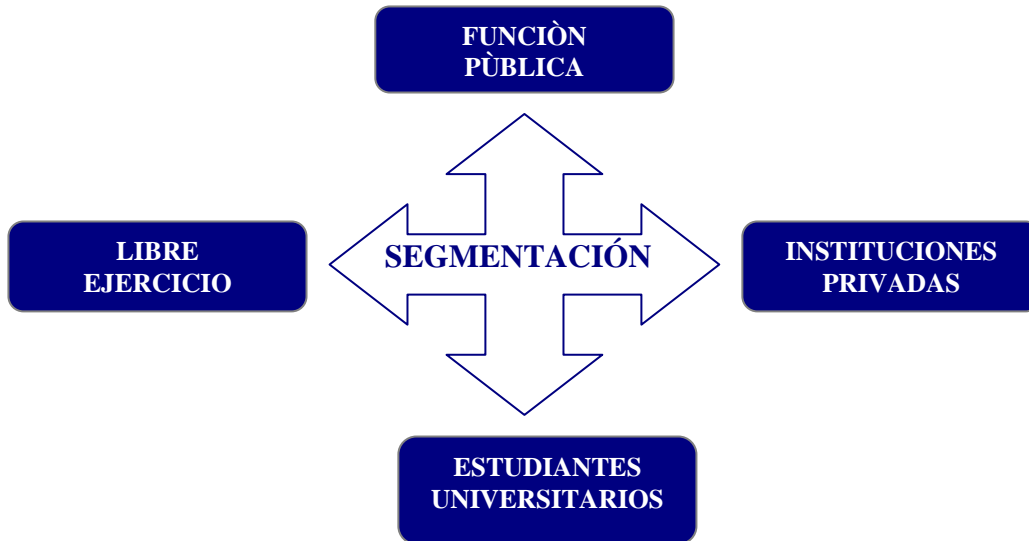 FUNCIÒN
PÙBLICA
LIBRE
EJERCICIO
SEGMENTACIÓN
INSTITUCIONES
PRIVADAS
ESTUDIANTES
UNIVERSITARIOS